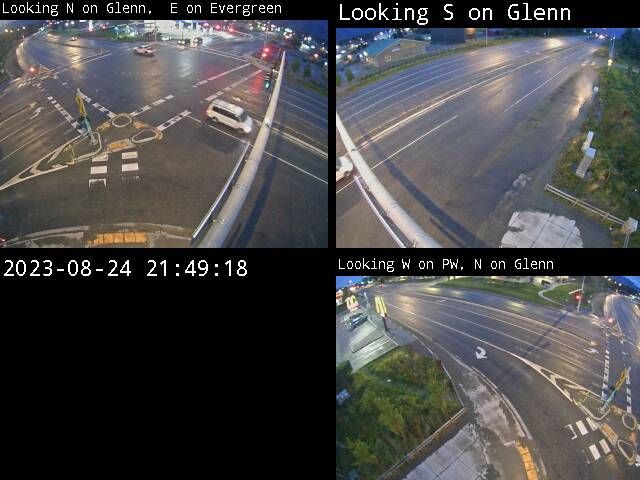 Looking N on Glenn,  E on Evergreen
Looking S on Glenn
2023-08-24 21:49:18
Looking W on PW, N on Glenn